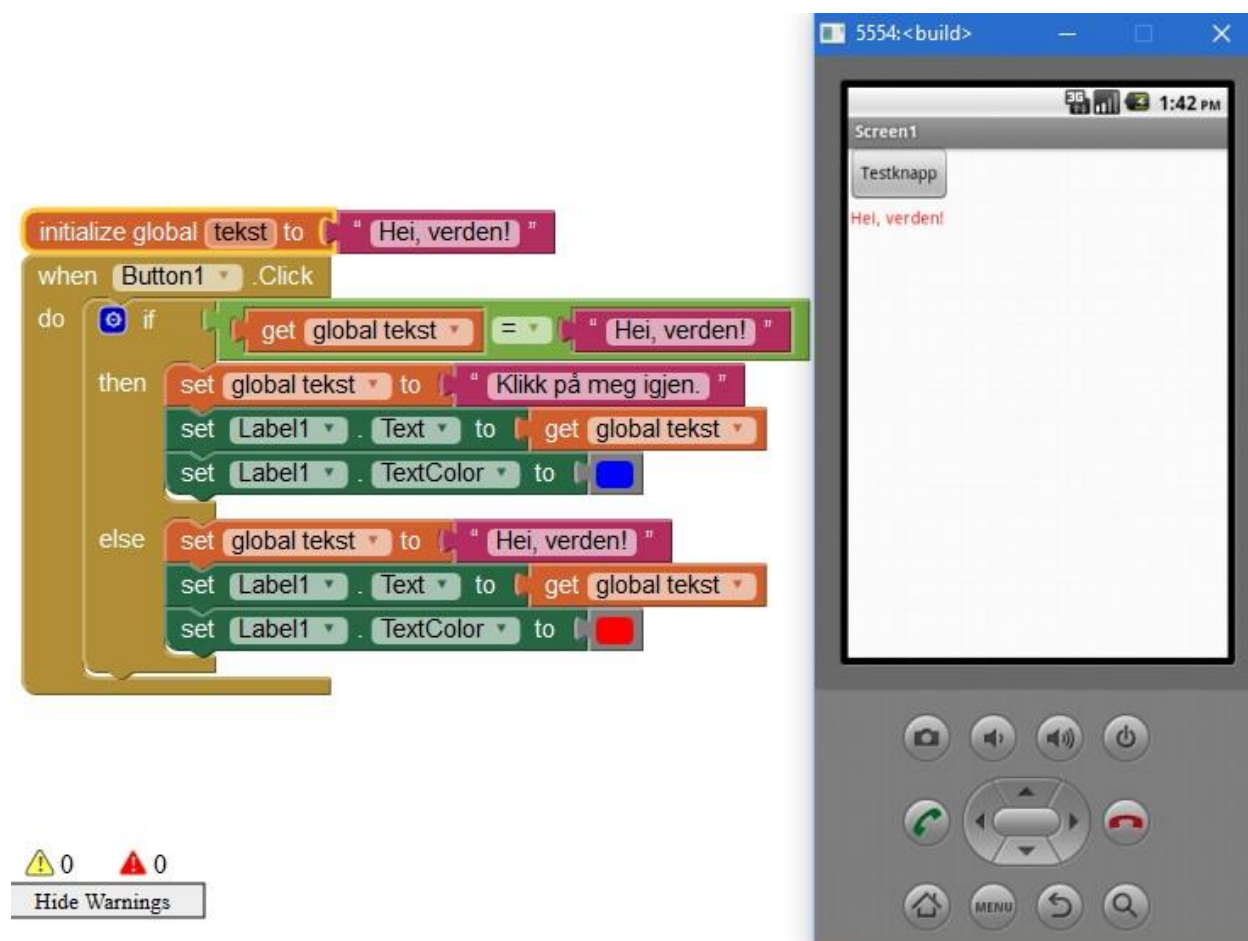 initialize global tekst to " Hei, verden! "
when Button1 .Click
do if get global tekst = " Hei, verden! "
then set global tekst to " Klikk på meg igjen. "
set Label1 . Text to get global tekst
set Label1 . TextColor to
else set global tekst to " Hei, verden! "
set Label1 . Text to get global tekst
set Label1 . TextColor to
0 0
Hide Warnings
5554:<build>
3G 1:42 PM
Screen1
Testknapp
Hei, verden!
MENU